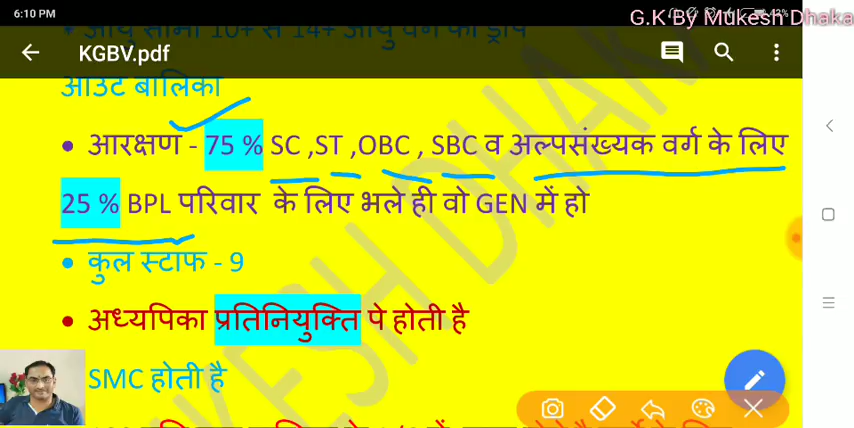 6:10 PM
G.K By Mukesh Dhaka
KGBV.pdf
आउट बालिका
• आरक्षण - 75 % SC ,ST ,OBC , SBC व अल्पसंख्यक वर्ग के लिए
25 % BPL परिवार के लिए भले ही वो GEN में हो
• कुल स्टाफ - 9
• अध्यपिका प्रतिनियुक्ति पे होती है
SMC होती है